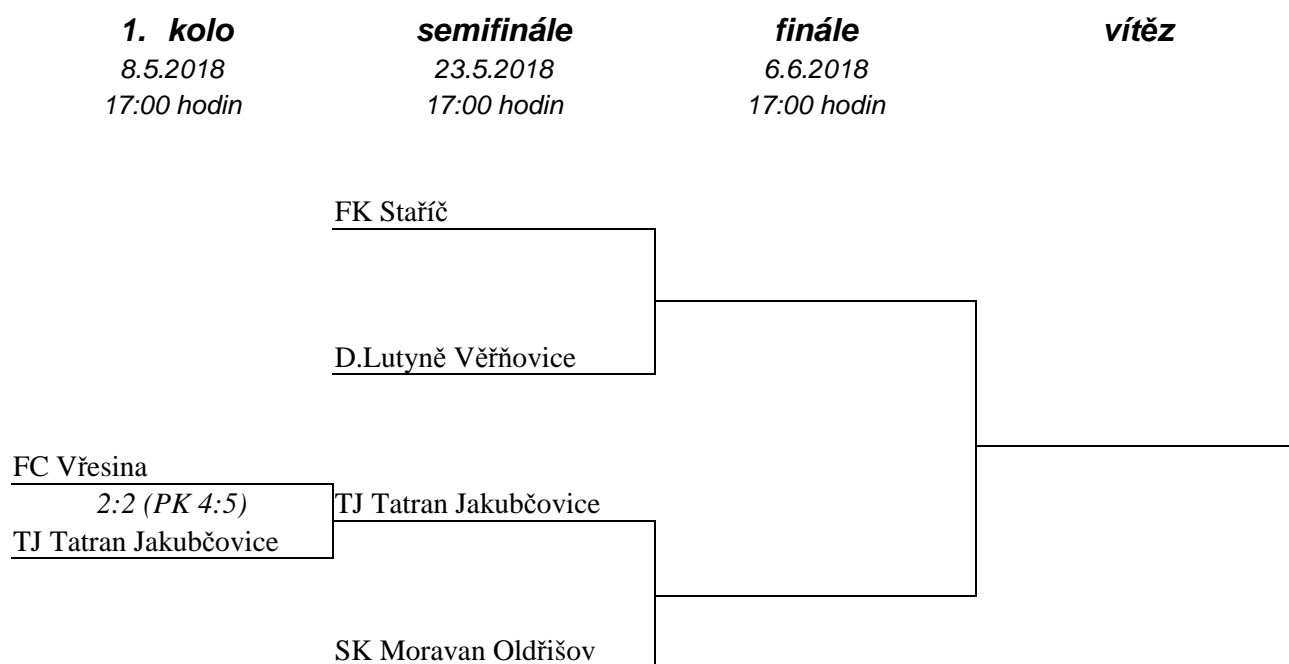 1. kolo semifinále finále vítěz
8.5.2018 23.5.2018 6.6.2018
17:00 hodin 17:00 hodin 17:00 hodin
FK Staříč
D.Lutyně Věřňovice
FC Vřesina
2:2 (PK 4:5) TJ Tatran Jakubčovice
TJ Tatran Jakubčovice
SK Moravan Oldřišov